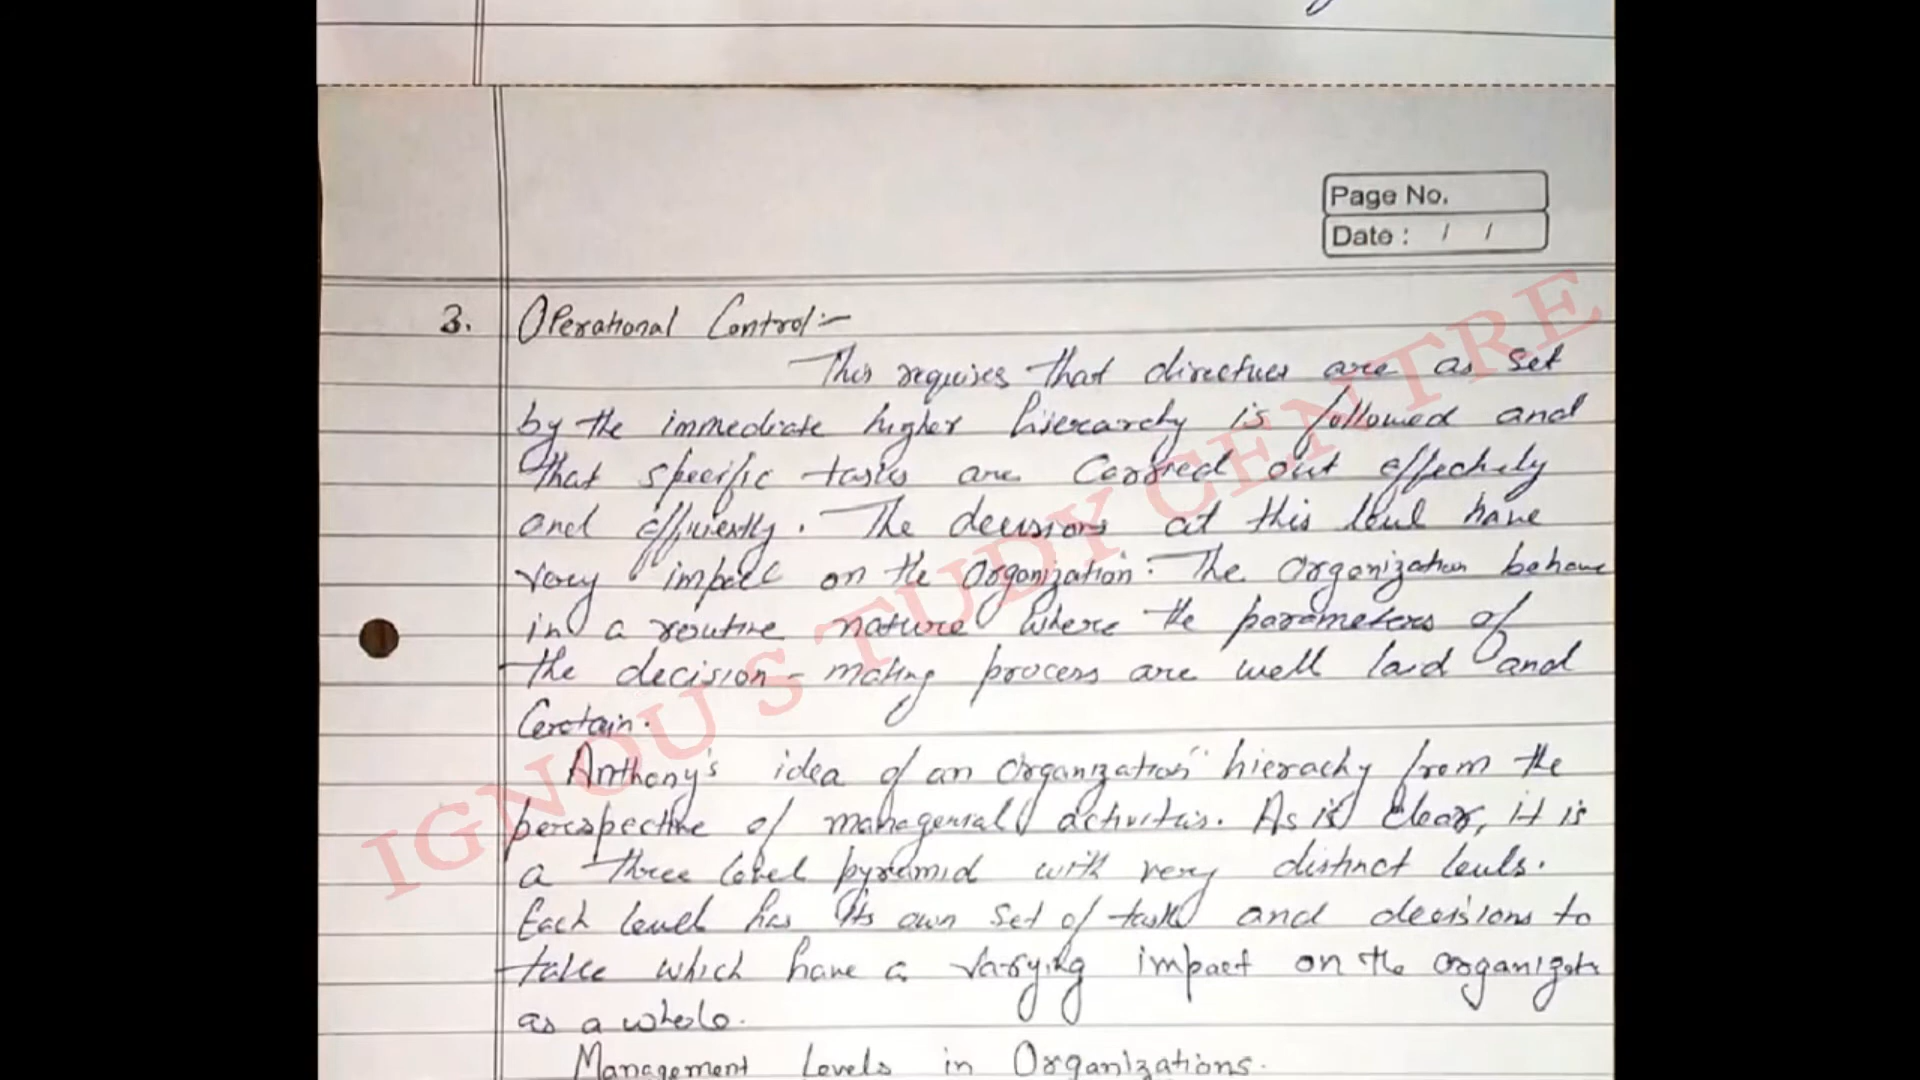 Page No.
Date : / /
3. Operational Control :-
This requires that directives are as set
by the immediate higher hierarchy is followed and
that specific tasks are carried out effectively
and efficiently. The decisions at this level have
very impact on the Organization. The Organization behave
in a routine nature where the parameters of
the decision - making process are well laid and
Certain.
Anthony's idea of an organization hierachy from the
perspective of managerial activities. As is clear, it is
a three level pyramid with very distinct levels.
Each level has its own set of task and decisions to
take which have a varying impact on the
as a whole.
Management Levels in Organizations.
IGNOU STUDY CENTRE